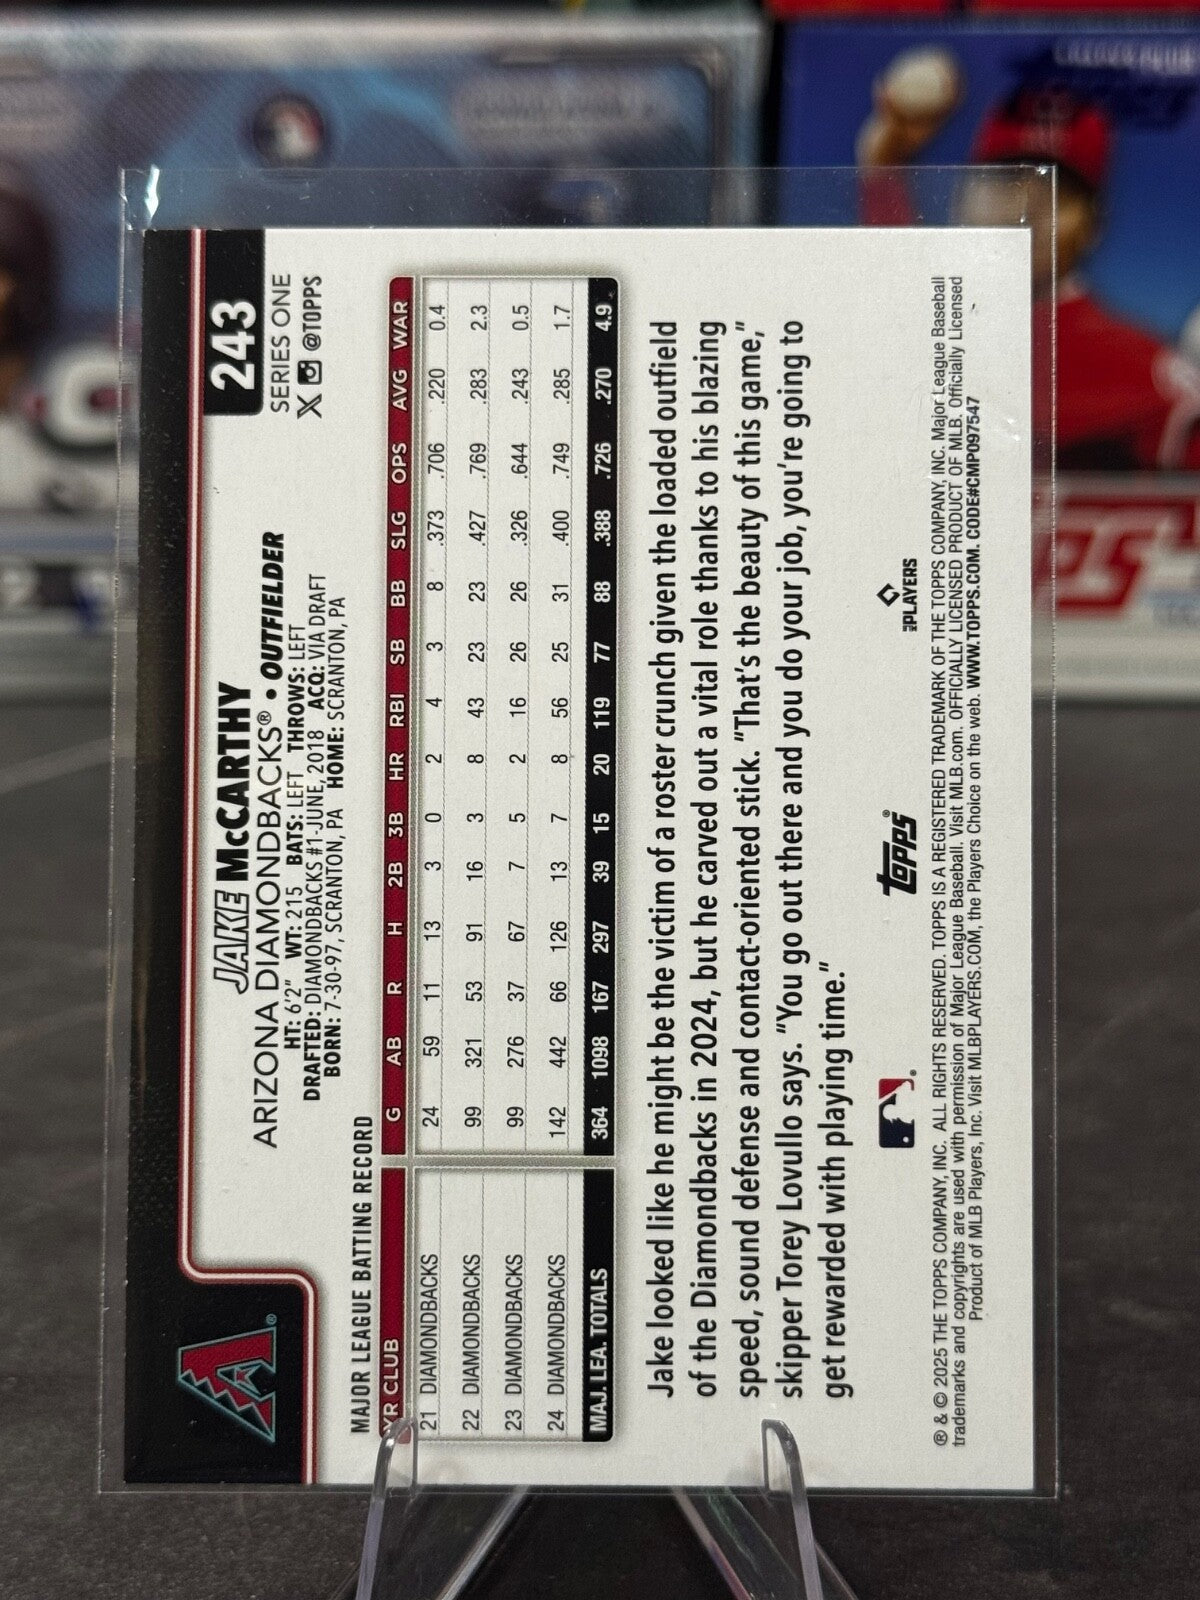 243
SERIES ONE
@TOPPS
JAKE McCARTHY
ARIZONA DIAMONDBACKS® • OUTFIELDER
HT: 6'2" WT: 215 BATS: LEFT THROWS: LEFT
DRAFTED: DIAMONDBACKS #1-JUNE, 2018 ACQ: VIA DRAFT
BORN: 7-30-97, SCRANTON, PA HOME: SCRANTON, PA
MAJOR LEAGUE BATTING RECORD
YR CLUB G AB R H 2B 3B HR RBI SB BB SLG OPS AVG WAR
21 DIAMONDBACKS 24 59 11 13 3 0 2 4 3 8 .373 .706 .220 0.4
22 DIAMONDBACKS 99 321 53 91 16 3 8 43 23 23 .427 .769 .283 2.3
23 DIAMONDBACKS 99 276 37 67 7 5 2 16 26 26 .326 .644 .243 0.5
24 DIAMONDBACKS 142 442 66 126 13 7 8 56 25 31 .400 .749 .285 1.7
MAJ. LEA. TOTALS 364 1098 167 297 39 15 20 119 77 88 .388 .726 .270 4.9
Jake looked like he might be the victim of a roster crunch given the loaded outfield
of the Diamondbacks in 2024, but he carved out a vital role thanks to his blazing
speed, sound defense and contact-oriented stick. "That's the beauty of this game,"
skipper Torey Lovullo says. "You go out there and you do your job, you're going to
get rewarded with playing time."
topps®
PLAYERS
® & © 2025 THE TOPPS COMPANY, INC. ALL RIGHTS RESERVED. TOPPS IS A REGISTERED TRADEMARK OF THE TOPPS COMPANY, INC. Major League Baseball
trademarks and copyrights are used with permission of Major League Baseball. Visit MLB.com. OFFICIALLY LICENSED PRODUCT OF MLB. Officially Licensed
Product of MLB Players, Inc. Visit MLBPLAYERS.COM, the Players Choice on the web. WWW.TOPPS.COM. CODE#CMP097547